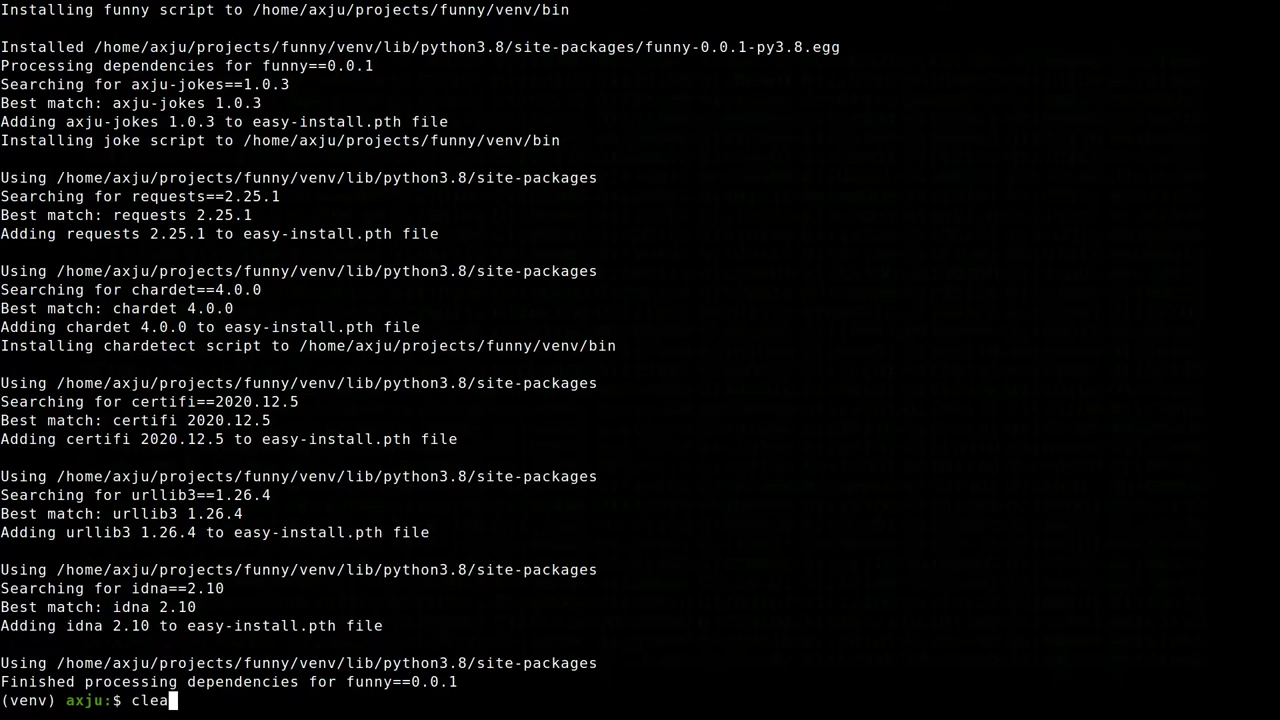 Installing funny script to /home/axju/projects/funny/venv/bin
Installed /home/axju/projects/funny/venv/lib/python3.8/site-packages/funny-0.0.1-py3.8.egg
Processing dependencies for funny==0.0.1
Searching for axju-jokes==1.0.3
Best match: axju-jokes 1.0.3
Adding axju-jokes 1.0.3 to easy-install.pth file
Installing joke script to /home/axju/projects/funny/venv/bin
Using /home/axju/projects/funny/venv/lib/python3.8/site-packages
Searching for requests==2.25.1
Best match: requests 2.25.1
Adding requests 2.25.1 to easy-install.pth file
Using /home/axju/projects/funny/venv/lib/python3.8/site-packages
Searching for chardet==4.0.0
Best match: chardet 4.0.0
Adding chardet 4.0.0 to easy-install.pth file
Installing chardetect script to /home/axju/projects/funny/venv/bin
Using /home/axju/projects/funny/venv/lib/python3.8/site-packages
Searching for certifi==2020.12.5
Best match: certifi 2020.12.5
Adding certifi 2020.12.5 to easy-install.pth file
Using /home/axju/projects/funny/venv/lib/python3.8/site-packages
Searching for urllib3==1.26.4
Best match: urllib3 1.26.4
Adding urllib3 1.26.4 to easy-install.pth file
Using /home/axju/projects/funny/venv/lib/python3.8/site-packages
Searching for idna==2.10
Best match: idna 2.10
Adding idna 2.10 to easy-install.pth file
Using /home/axju/projects/funny/venv/lib/python3.8/site-packages
Finished processing dependencies for funny==0.0.1
(venv) axju:$ clea